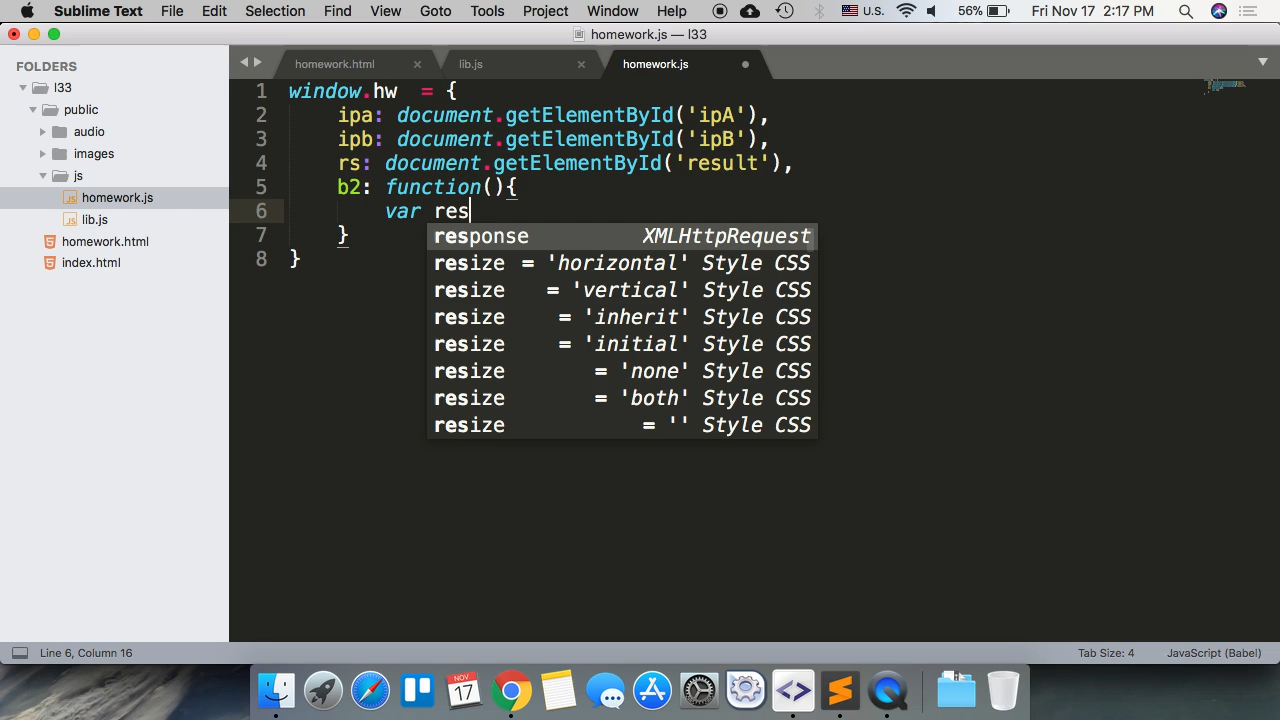 Sublime Text File Edit Selection Find View Goto Tools Project Window Help U.S. 56% Fri Nov 17 2:17 PM
homework.js — l33
FOLDERS
l33
public
audio
images
js
homework.js
lib.js
homework.html
index.html
homework.html × lib.js × homework.js
1 window.hw = {
2 ipa: document.getElementById('ipA'),
3 ipb: document.getElementById('ipB'),
4 rs: document.getElementById('result'),
5 b2: function(){
6 var res
7 }
8 }
response XMLHttpRequest
resize = 'horizontal' Style CSS
resize = 'vertical' Style CSS
resize = 'inherit' Style CSS
resize = 'initial' Style CSS
resize = 'none' Style CSS
resize = 'both' Style CSS
resize = '' Style CSS
Line 6, Column 16 Tab Size: 4 JavaScript (Babel)
NOV
17